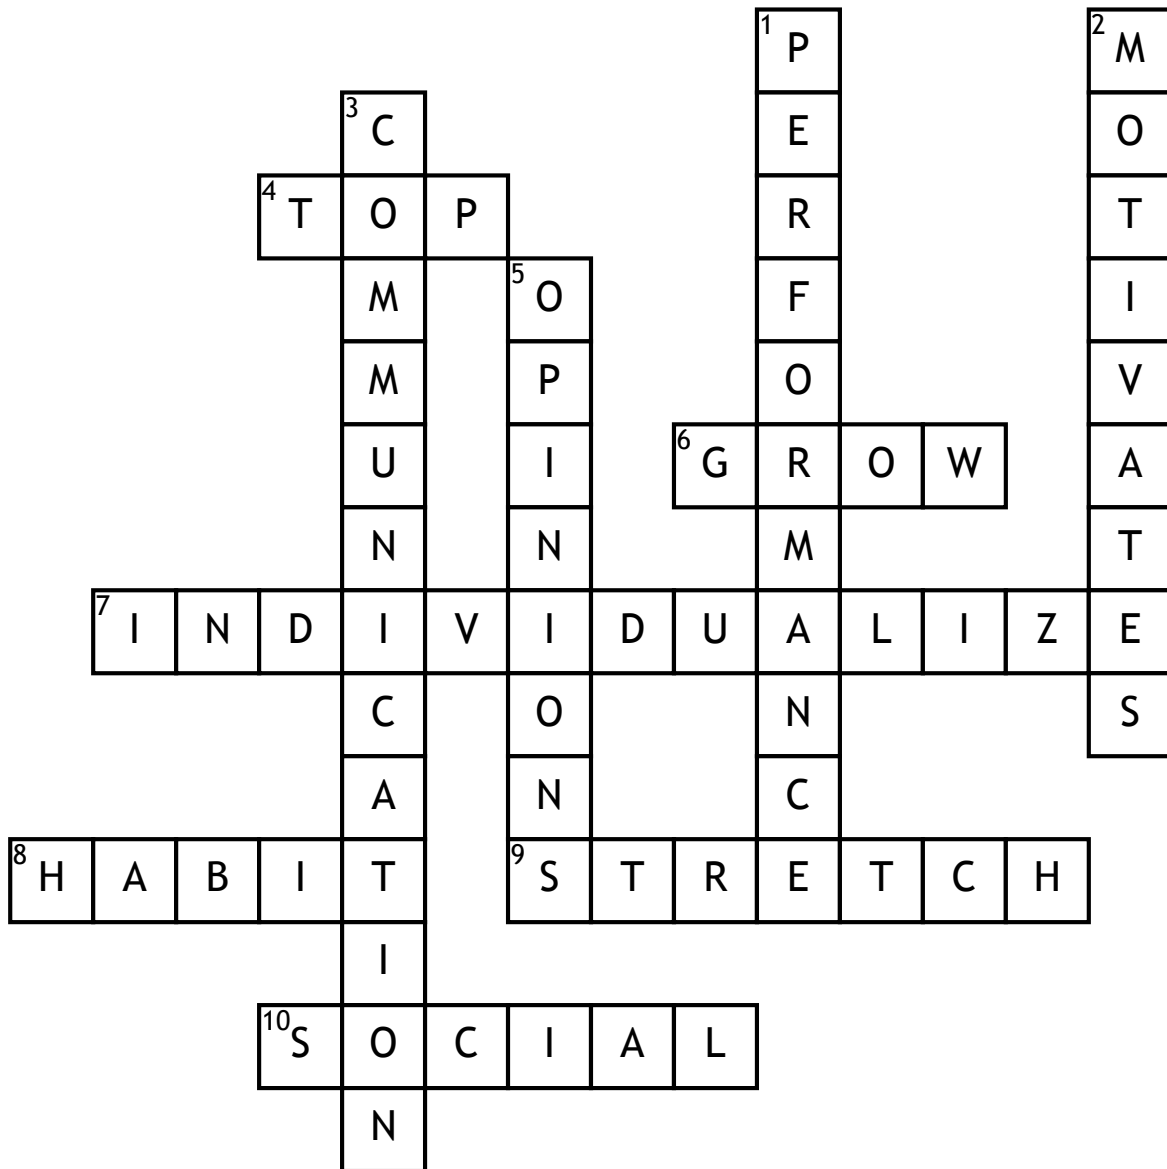 1 P 2 M
3 C E O
4 T O P R T
M 5 O F I
M P O V
U I 6 G R O W A
N N M T
7 I N D I V I D U A L I Z E
C O N S
A N C
8 H A B I T 9 S T R E T C H
I
10 S O C I A L
N